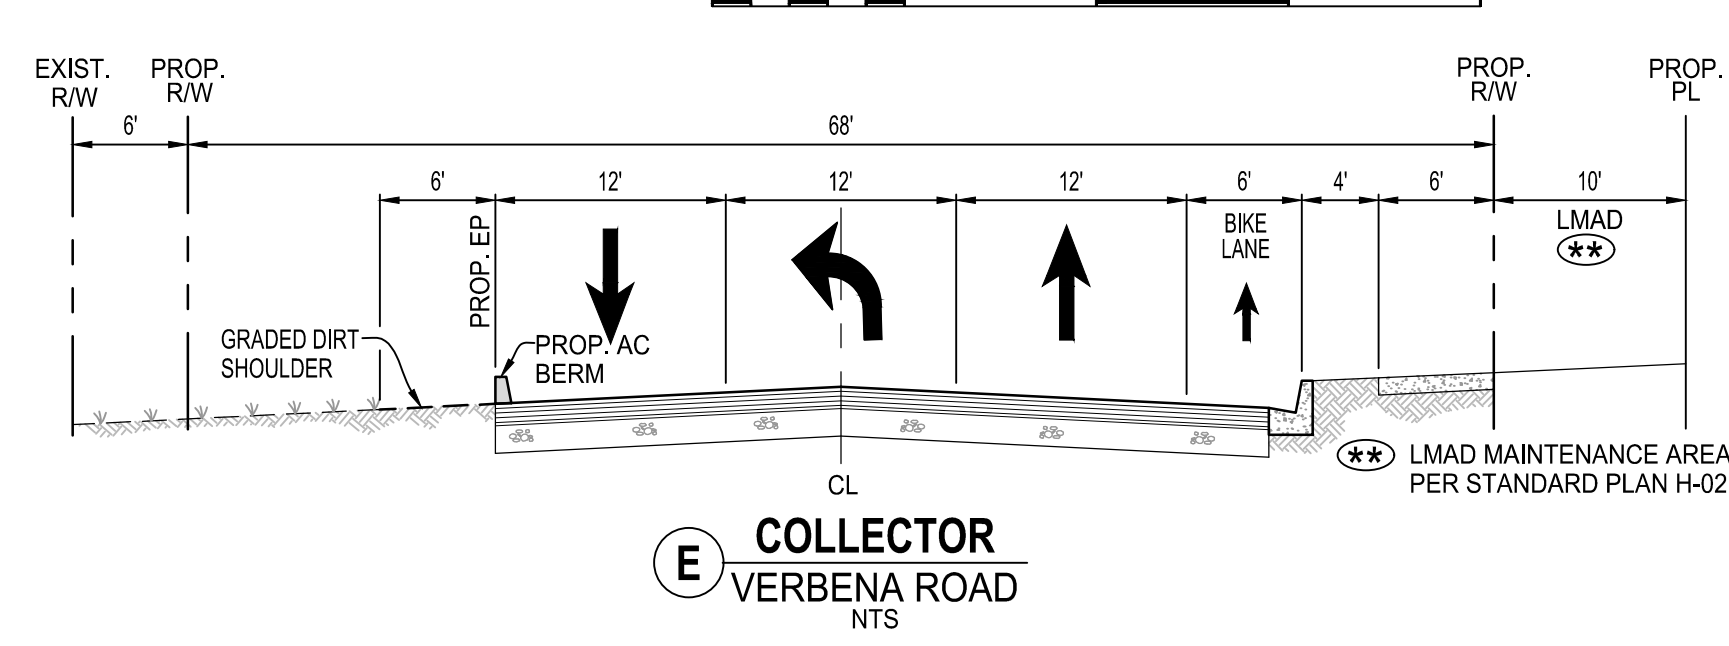 EXIST.
R/W
PROP.
R/W
PROP.
R/W
PROP.
PL
6'
68'
6'
12'
12'
12'
6'
4'
6'
10'
PROP. EP
BIKE
LANE
LMAD
**
GRADED DIRT
SHOULDER
PROP. AC
BERM
CL
** LMAD MAINTENANCE AREA
PER STANDARD PLAN H-02
E
COLLECTOR
VERBENA ROAD
NTS